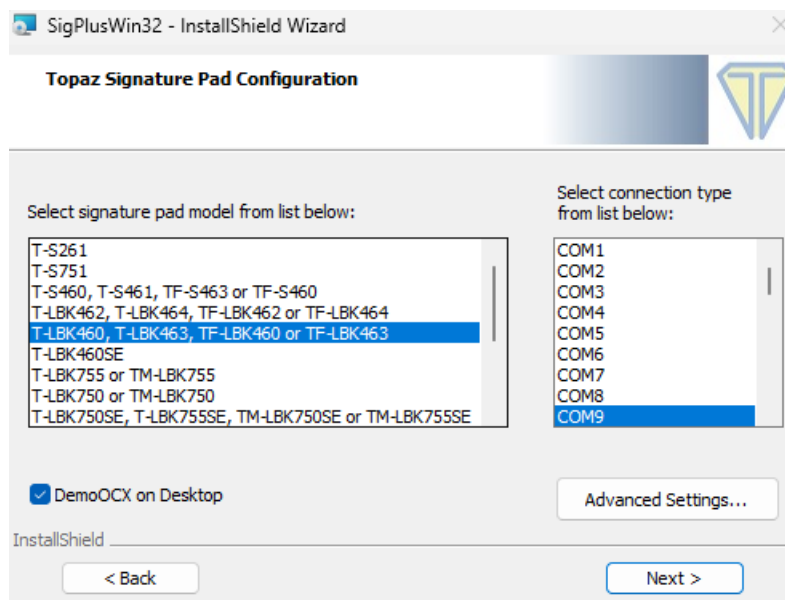 SigPlusWin32 - InstallShield Wizard
Topaz Signature Pad Configuration
Select signature pad model from list below:
T-S261
T-S751
T-S460, T-S461, TF-S463 or TF-S460
T-LBK462, T-LBK464, TF-LBK462 or TF-LBK464
T-LBK460, T-LBK463, TF-LBK460 or TF-LBK463
T-LBK460SE
T-LBK755 or TM-LBK755
T-LBK750 or TM-LBK750
T-LBK750SE, T-LBK755SE, TM-LBK750SE or TM-LBK755SE
Select connection type
from list below:
COM1
COM2
COM3
COM4
COM5
COM6
COM7
COM8
COM9
DemoOCX on Desktop
Advanced Settings...
InstallShield
< Back
Next >